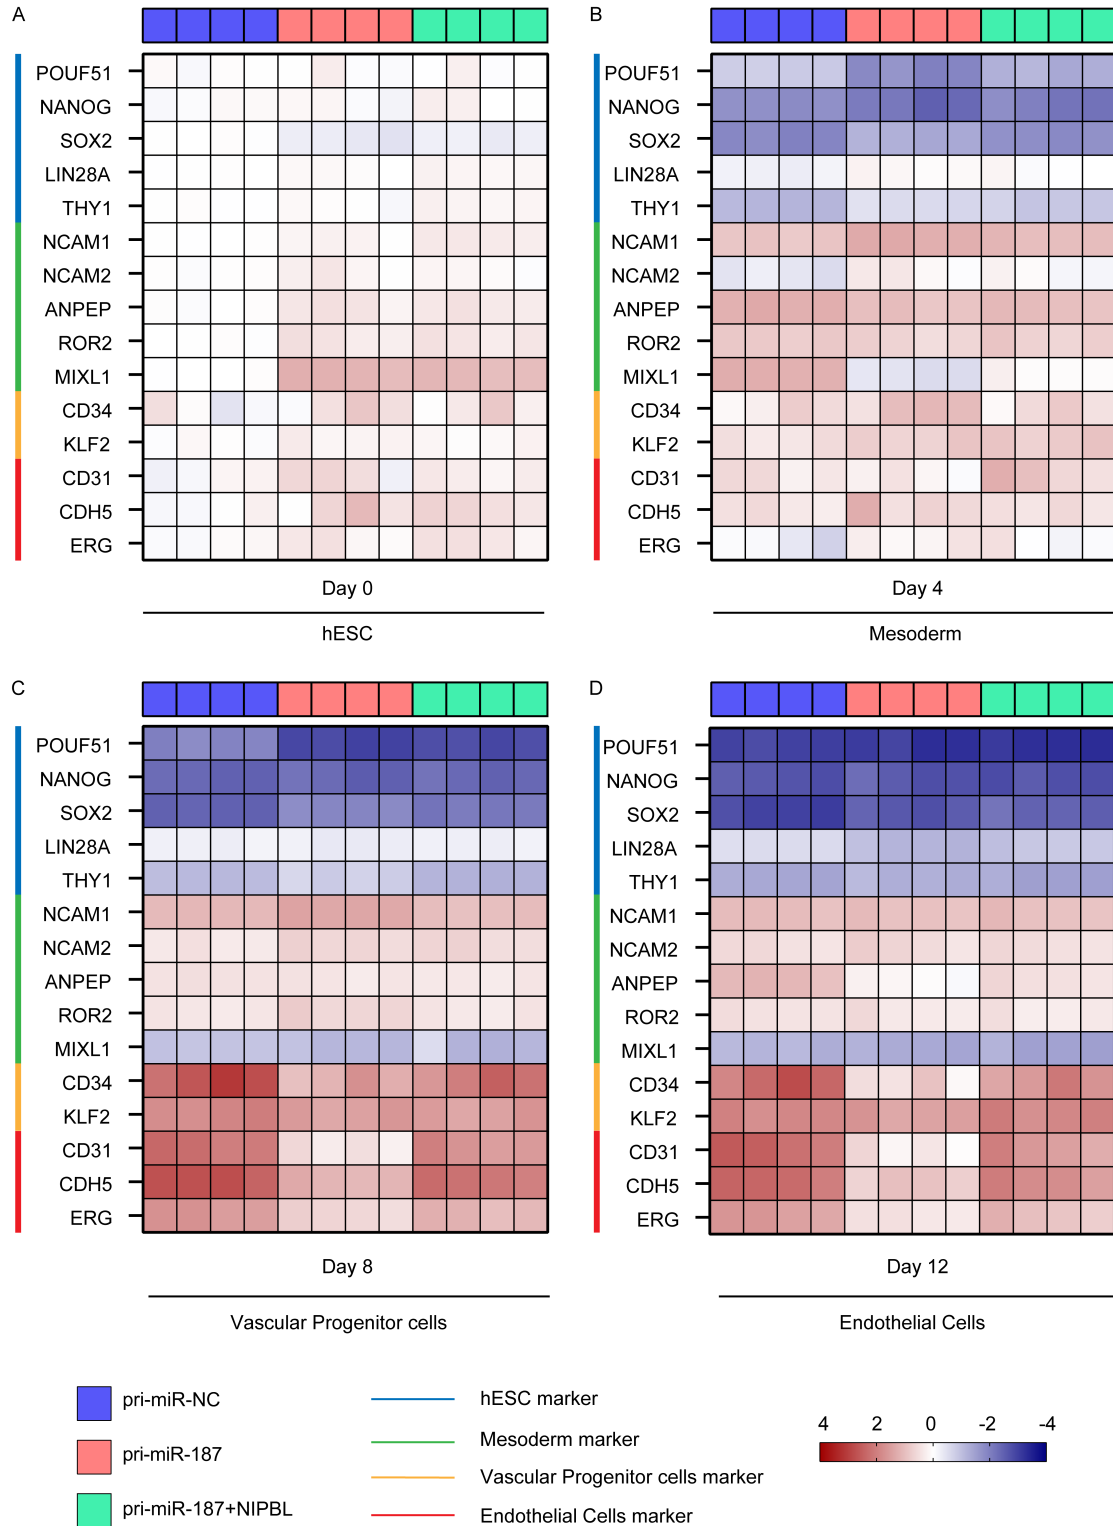 A
POUF51
NANOG
SOX2
LIN28A
THY1
NCAM1
NCAM2
ANPEP
ROR2
MIXL1
CD34
KLF2
CD31
CDH5
ERG
Day 0
hESC
B
POUF51
NANOG
SOX2
LIN28A
THY1
NCAM1
NCAM2
ANPEP
ROR2
MIXL1
CD34
KLF2
CD31
CDH5
ERG
Day 4
Mesoderm
C
POUF51
NANOG
SOX2
LIN28A
THY1
NCAM1
NCAM2
ANPEP
ROR2
MIXL1
CD34
KLF2
CD31
CDH5
ERG
Day 8
Vascular Progenitor cells
D
POUF51
NANOG
SOX2
LIN28A
THY1
NCAM1
NCAM2
ANPEP
ROR2
MIXL1
CD34
KLF2
CD31
CDH5
ERG
Day 12
Endothelial Cells
pri-miR-NC
pri-miR-187
pri-miR-187+NIPBL
hESC marker
Mesoderm marker
Vascular Progenitor cells marker
Endothelial Cells marker
4 2 0 -2 -4